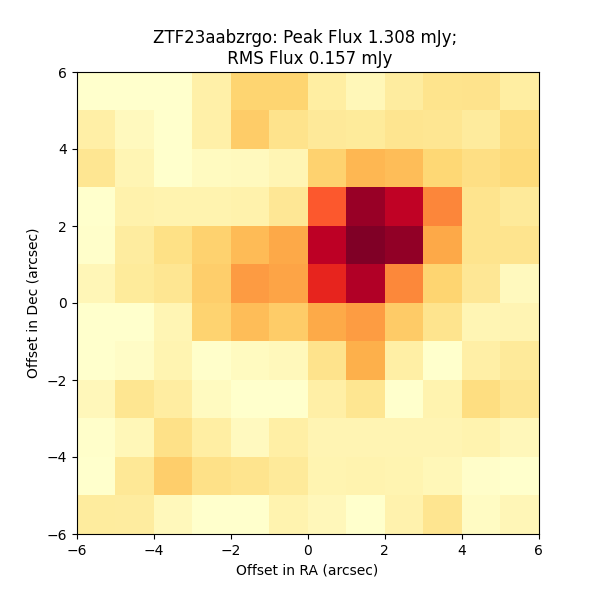 ZTF23aabzrgo: Peak Flux 1.308 mJy;
RMS Flux 0.157 mJy
6
4
2
0
−2
−4
−6
Offset in Dec (arcsec)
−6 −4 −2 0 2 4 6
Offset in RA (arcsec)